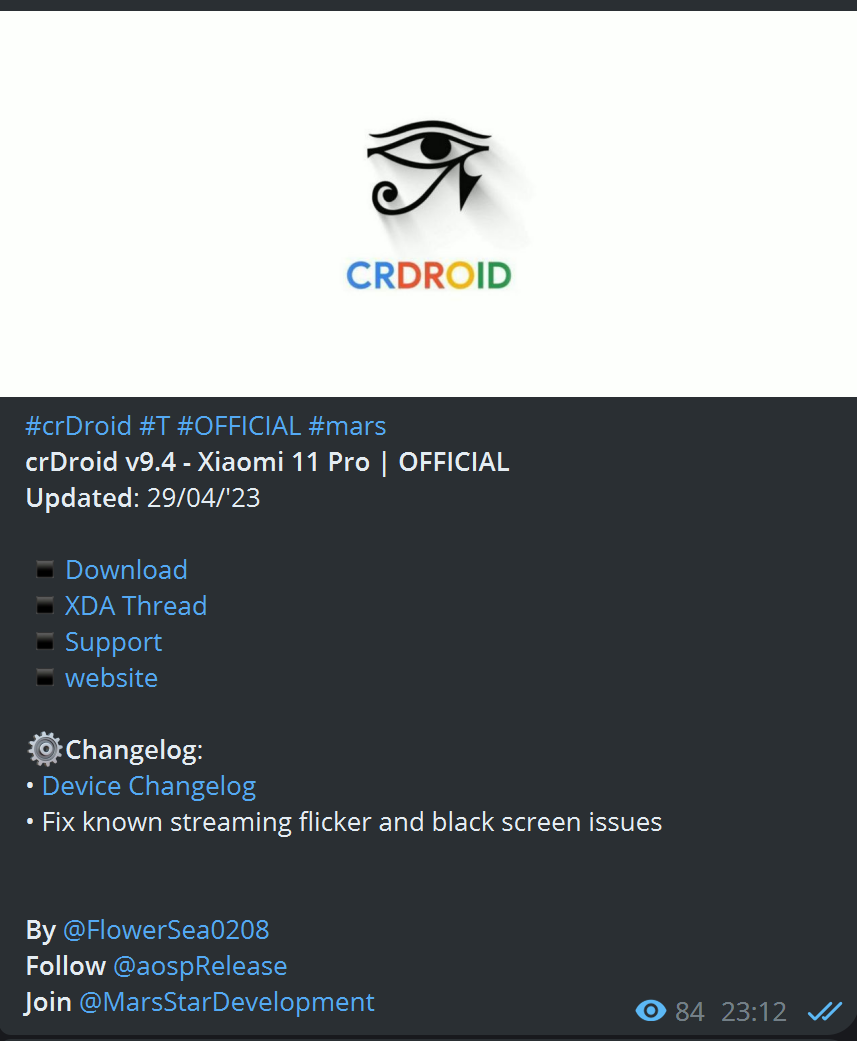 CRDROID
#crDroid #T #OFFICIAL #mars
crDroid v9.4 - Xiaomi 11 Pro | OFFICIAL
Updated: 29/04/'23
▪️ Download
▪️ XDA Thread
▪️ Support
▪️ website
⚙️Changelog:
• Device Changelog
• Fix known streaming flicker and black screen issues
By @FlowerSea0208
Follow @aospRelease
Join @MarsStarDevelopment
84 23:12